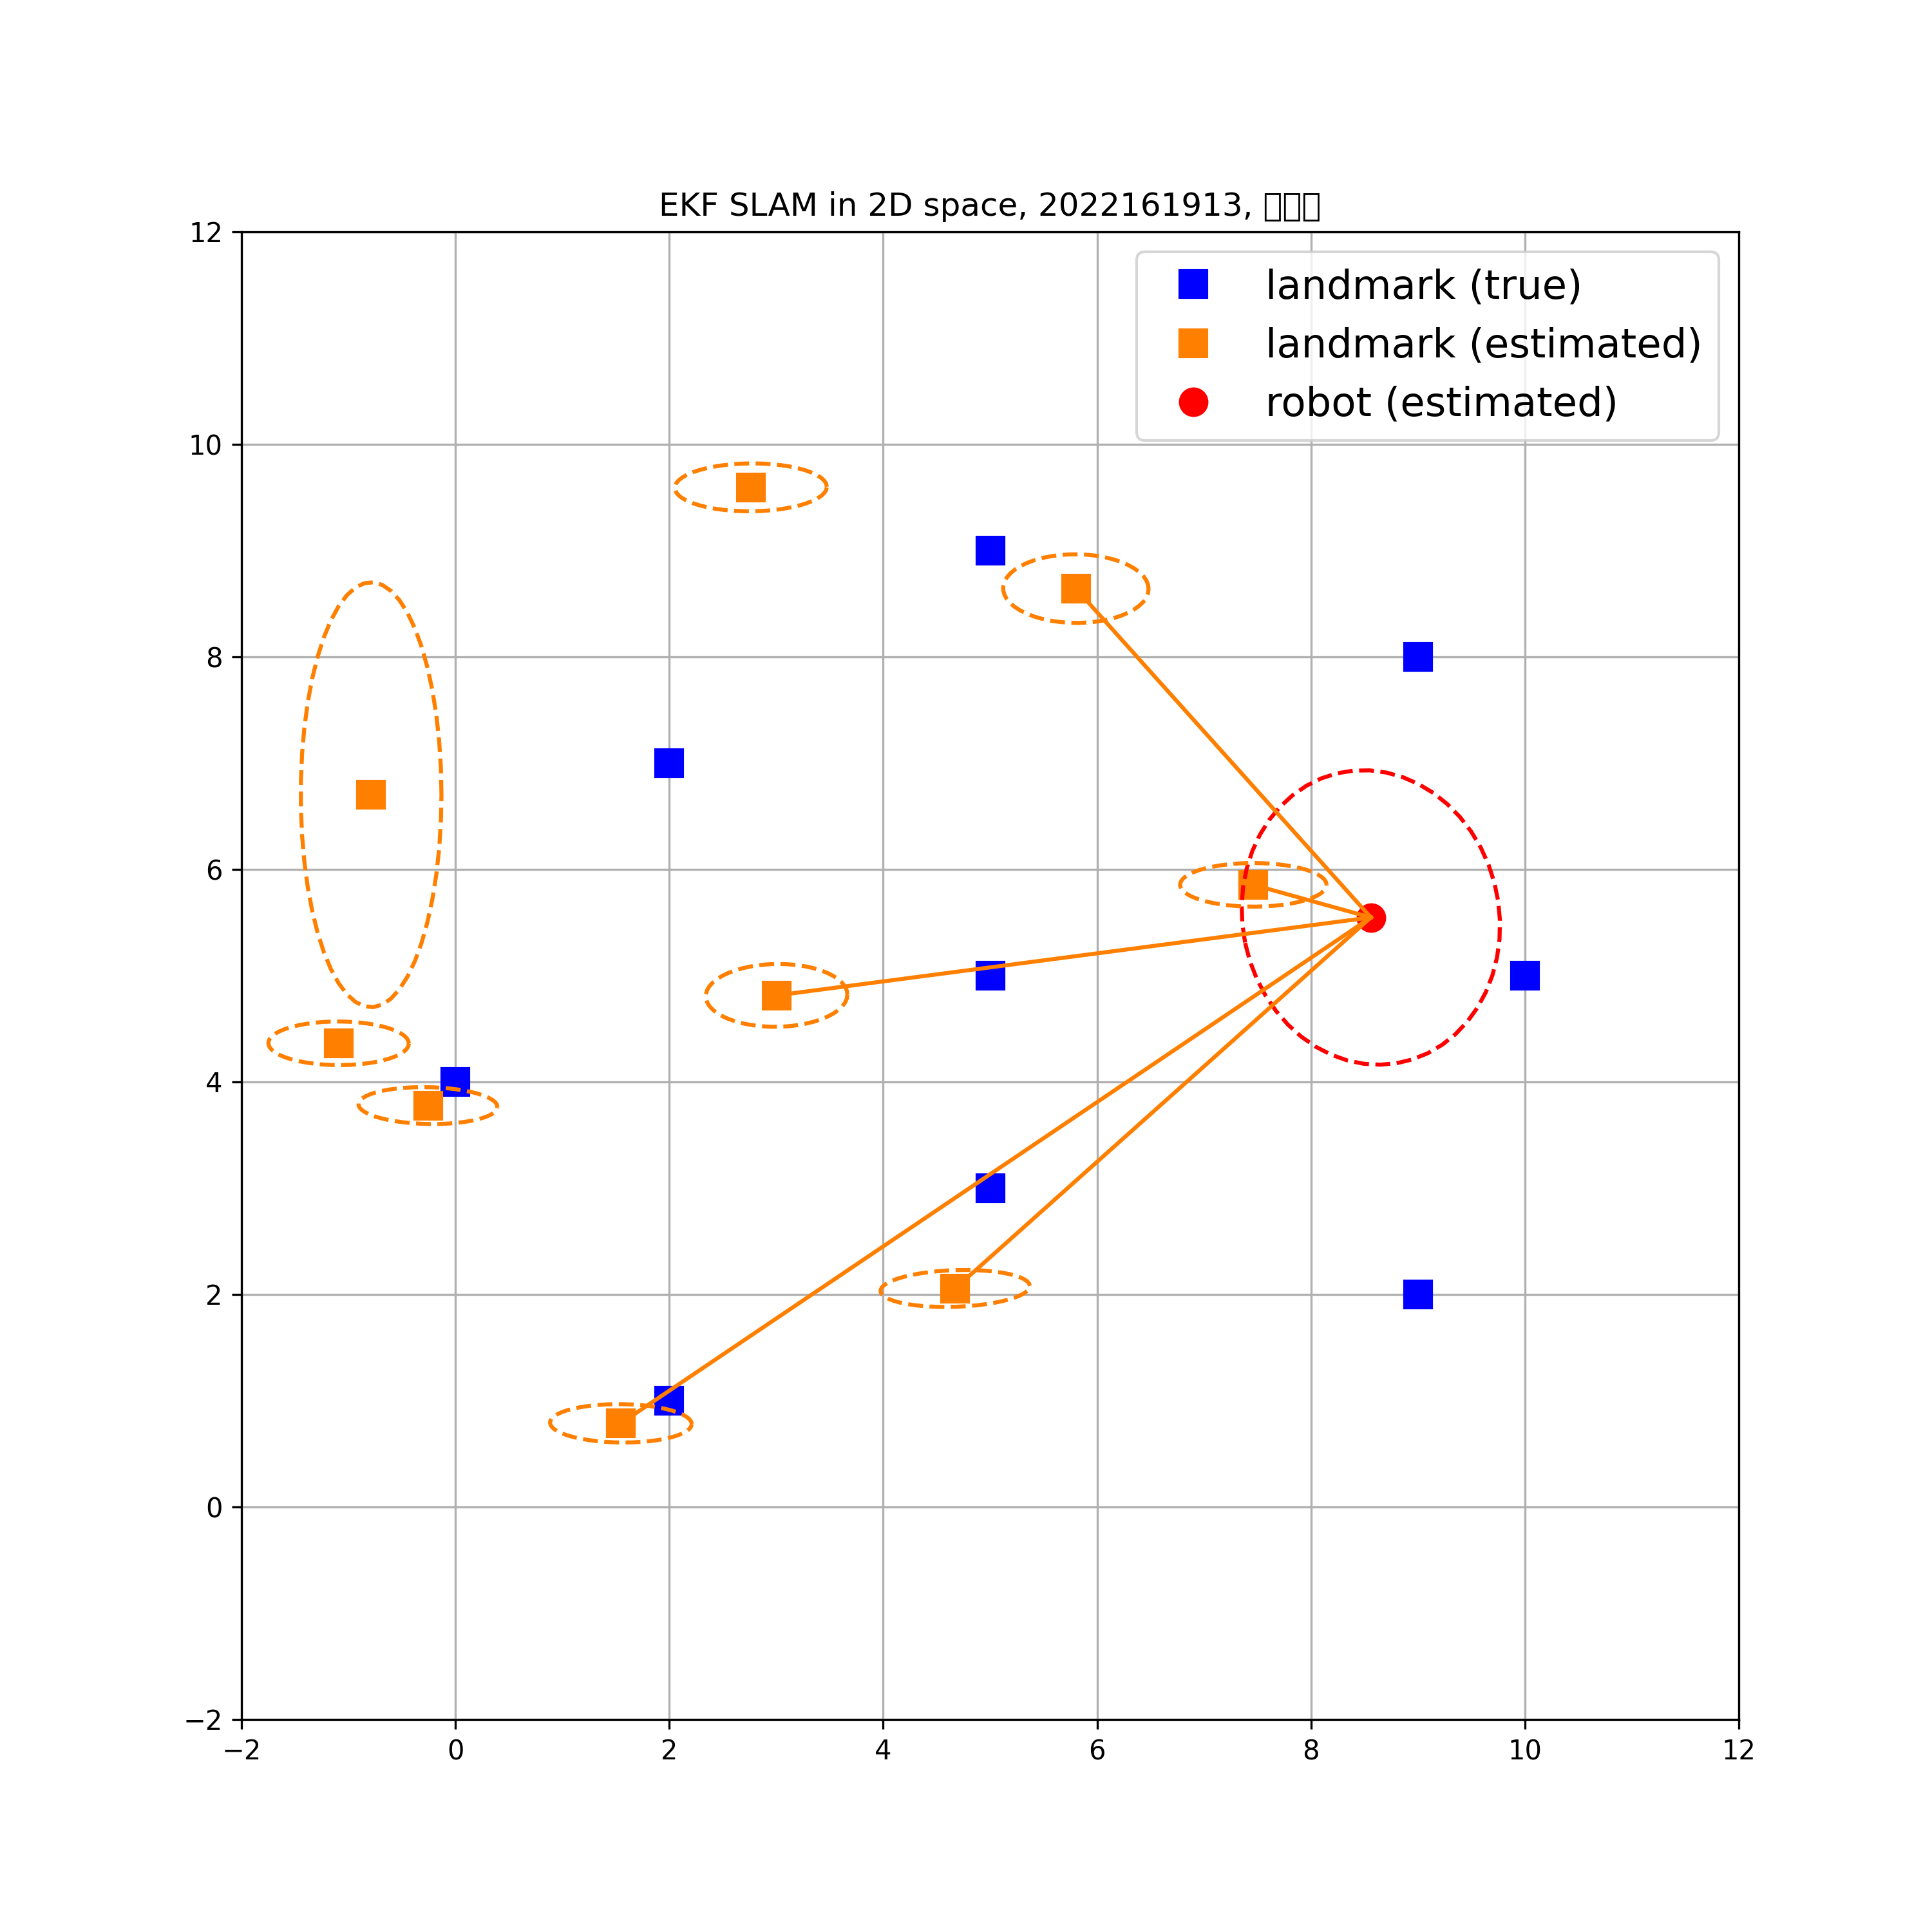 EKF SLAM in 2D space, 2022161913,
12
landmark (true)
landmark (estimated)
robot (estimated)
10
8
6
4
2
0
−2
−2 0 2 4 6 8 10 12